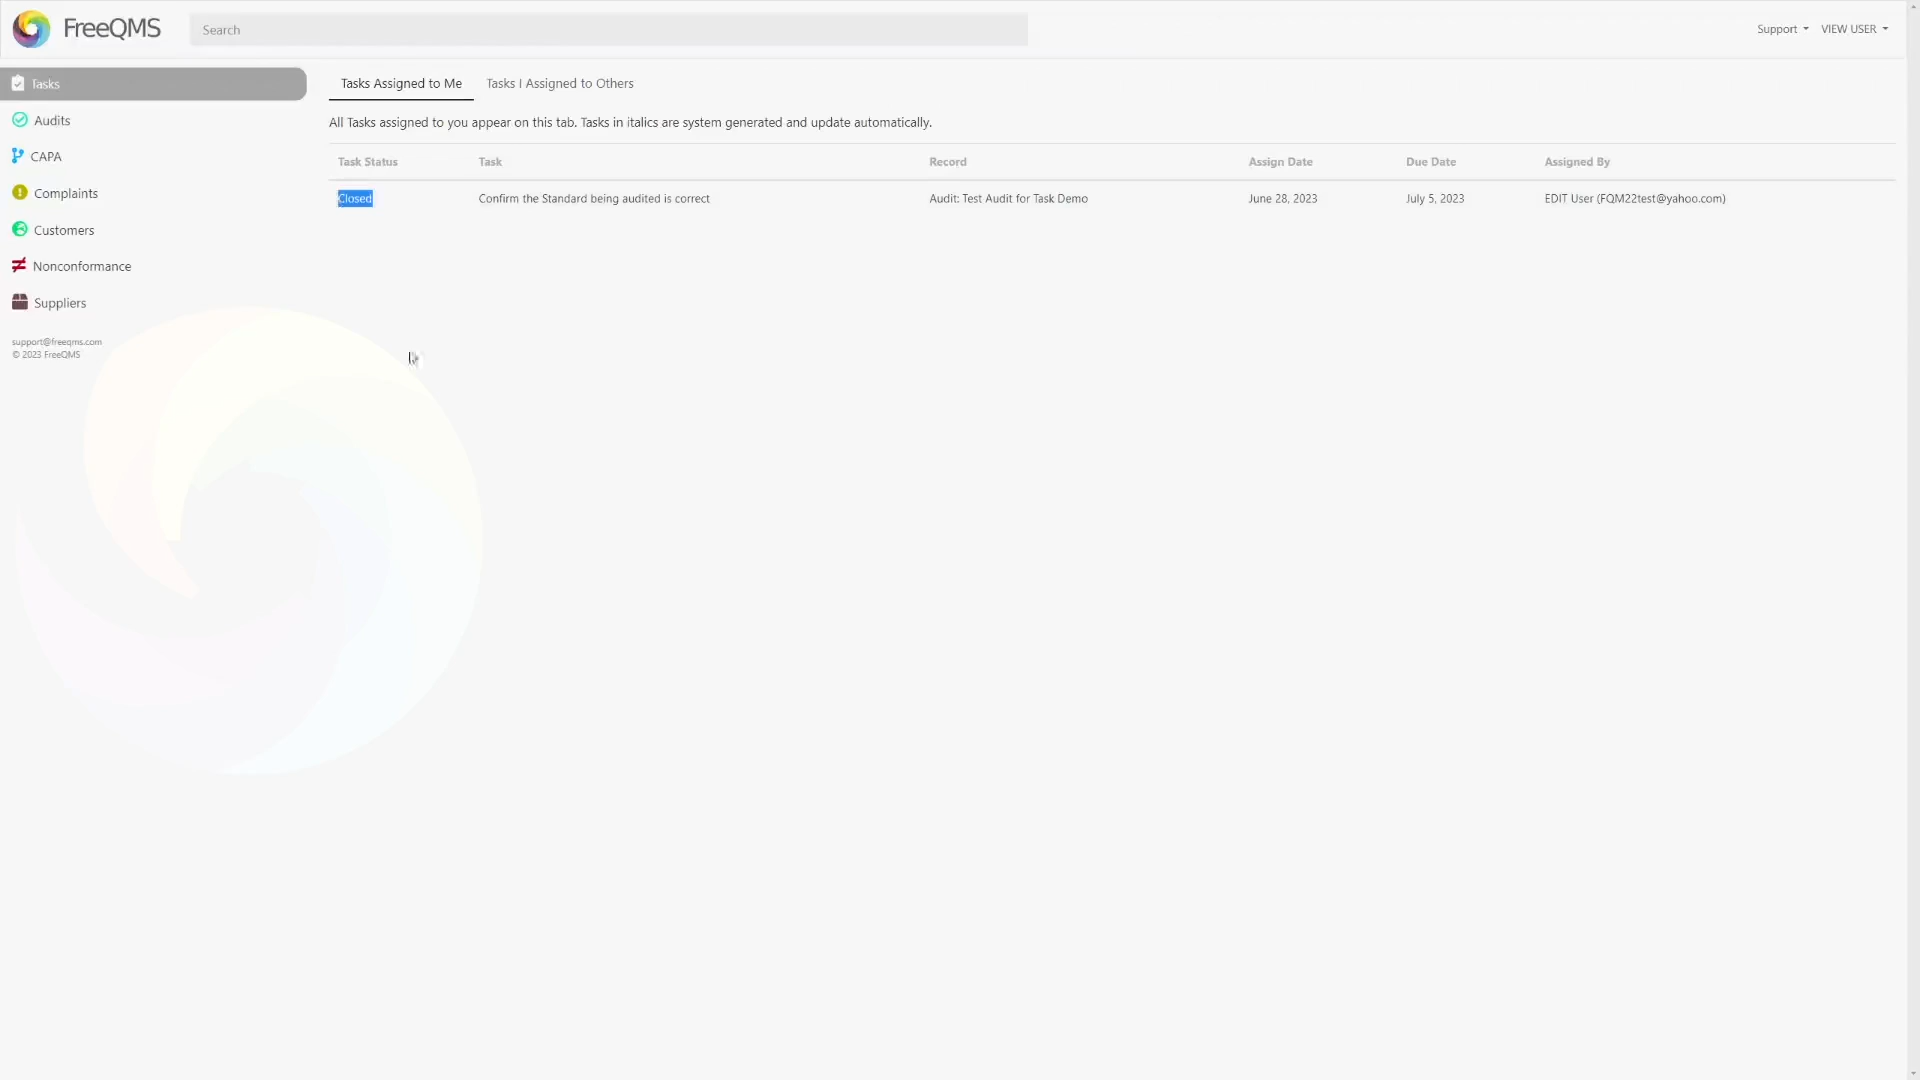 FreeQMS
Search
Support
VIEW USER
Tasks
Audits
CAPA
Complaints
Customers
Nonconformance
Suppliers
support@freeqms.com
© 2023 FreeQMS
Tasks Assigned to Me Tasks I Assigned to Others
All Tasks assigned to you appear on this tab. Tasks in italics are system generated and update automatically.
Task Status Task Record Assign Date Due Date Assigned By
Closed Confirm the Standard being audited is correct Audit: Test Audit for Task Demo June 28, 2023 July 5, 2023 EDIT User (FQM22test@yahoo.com)